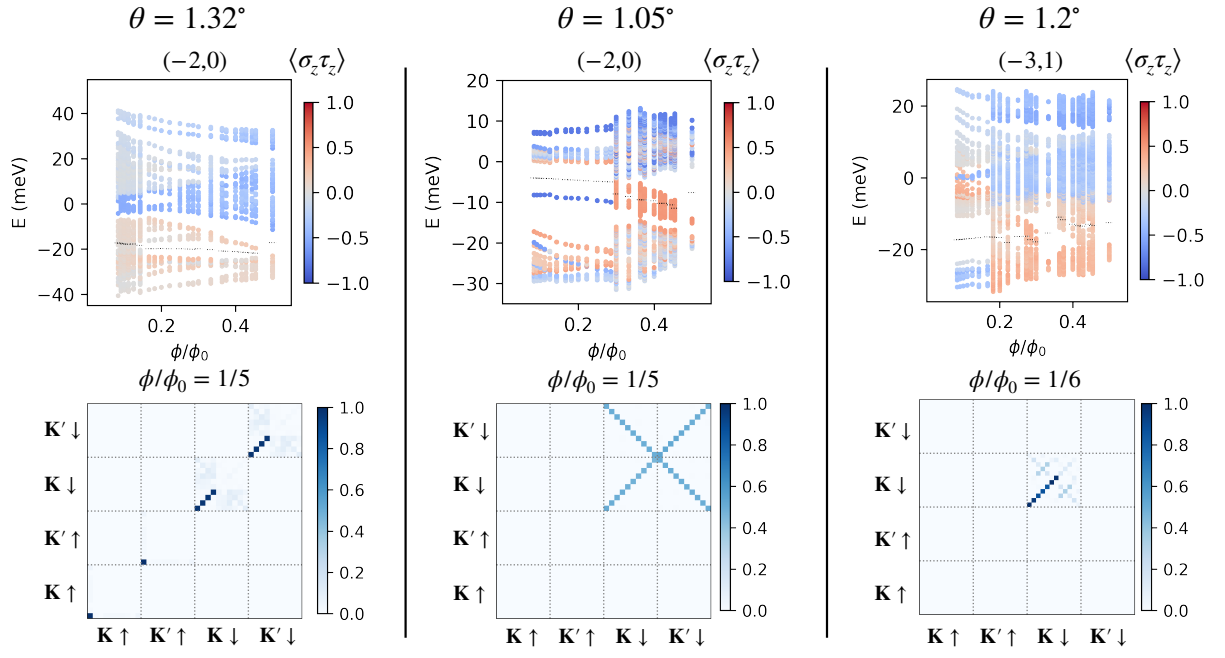 θ = 1.32°
(−2,0)
⟨σzτz⟩
E (meV)
40
20
0
−20
−40
0.2
0.4
ϕ/ϕ0
1.0
0.5
0.0
−0.5
−1.0
ϕ/ϕ0 = 1/5
K′ ↓
K ↓
K′ ↑
K ↑
K ↑
K′ ↑
K ↓
K′ ↓
1.0
0.8
0.6
0.4
0.2
0.0
θ = 1.05°
(−2,0)
⟨σzτz⟩
E (meV)
20
10
0
−10
−20
−30
0.2
0.4
ϕ/ϕ0
1.0
0.5
0.0
−0.5
−1.0
ϕ/ϕ0 = 1/5
K′ ↓
K ↓
K′ ↑
K ↑
K ↑
K′ ↑
K ↓
K′ ↓
1.0
0.8
0.6
0.4
0.2
0.0
θ = 1.2°
(−3,1)
⟨σzτz⟩
E (meV)
20
0
−20
0.2
0.4
ϕ/ϕ0
1.0
0.5
0.0
−0.5
−1.0
ϕ/ϕ0 = 1/6
K′ ↓
K ↓
K′ ↑
K ↑
K ↑
K′ ↑
K ↓
K′ ↓
1.0
0.8
0.6
0.4
0.2
0.0